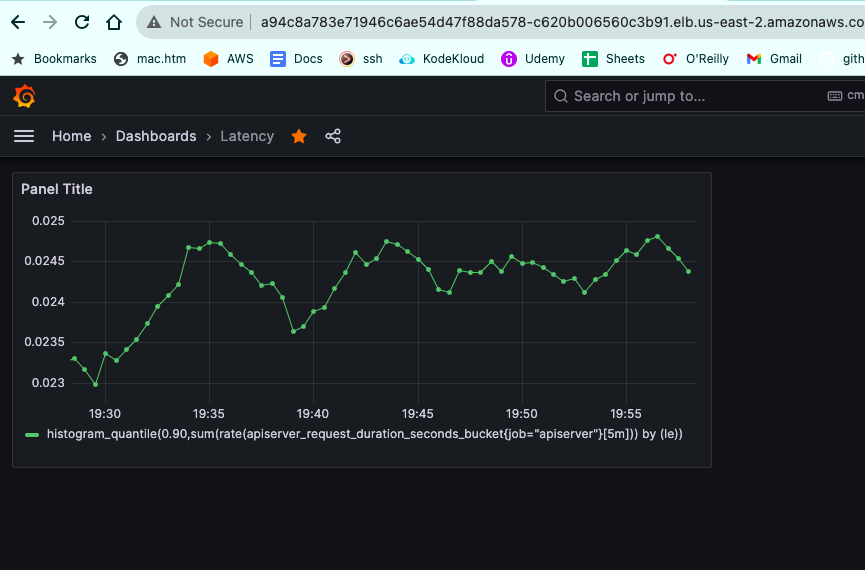 Not Secure a94c8a783e71946c6ae54d47f88da578-c620b006560c3b91.elb.us-east-2.amazonaws.co
Bookmarks mac.htm AWS Docs ssh KodeKloud Udemy Sheets O'Reilly Gmail gith
Search or jump to... cm
Home > Dashboards > Latency
Panel Title
0.025
0.0245
0.024
0.0235
0.023
19:30 19:35 19:40 19:45 19:50 19:55
histogram_quantile(0.90,sum(rate(apiserver_request_duration_seconds_bucket{job="apiserver"}[5m])) by (le))